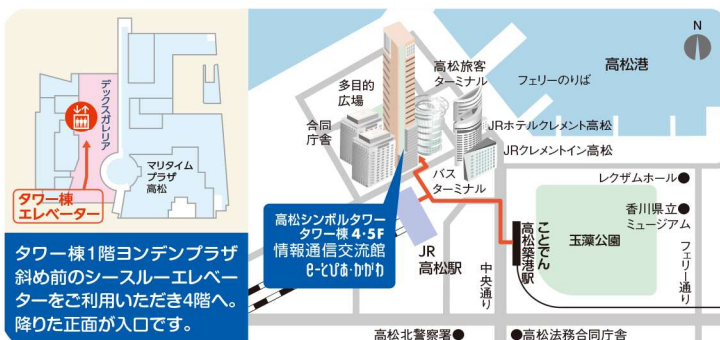 デックスガレリア
マリタイム
プラザ
高松
タワー棟
エレベーター
タワー棟1階ヨンデンプラザ
斜め前のシースルーエレベー
ターをご利用いただき4階へ。
降りた正面が入口です。
N
多目的
広場
合同
庁舎
高松旅客
ターミナル
高松港
フェリーのりば
JRホテルクレメント高松
JRクレメントイン高松
バス
ターミナル
高松シンボルタワー
タワー棟4・5F
情報通信交流館
e-とぴあ・かがわ
JR
高松駅
中央通り
ことでん
高松築港駅
玉藻公園
レクザムホール
香川県立
ミュージアム
フェリー通り
高松北警察署
高松法務合同庁舎